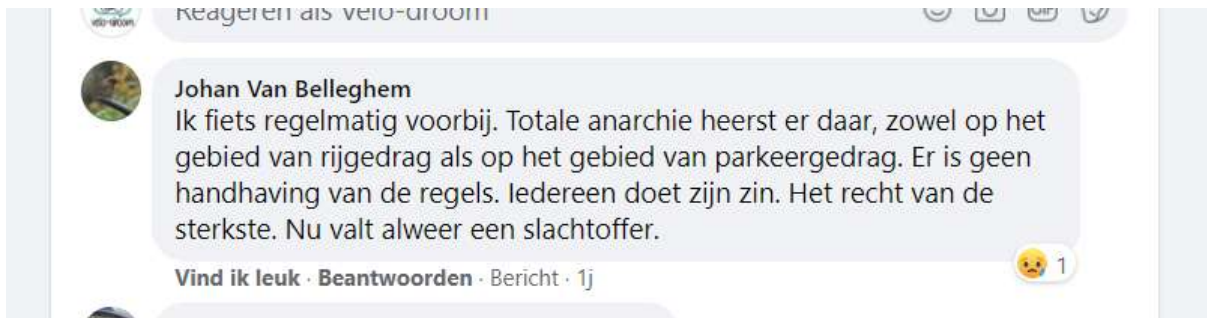 Reageren als Velo-droom
Johan Van Belleghem
Ik fiets regelmatig voorbij. Totale anarchie heerst er daar, zowel op het
gebied van rijgedrag als op het gebied van parkeergedrag. Er is geen
handhaving van de regels. Iedereen doet zijn zin. Het recht van de
sterkste. Nu valt alweer een slachtoffer.
Vind ik leuk · Beantwoorden · Bericht · 1j
1